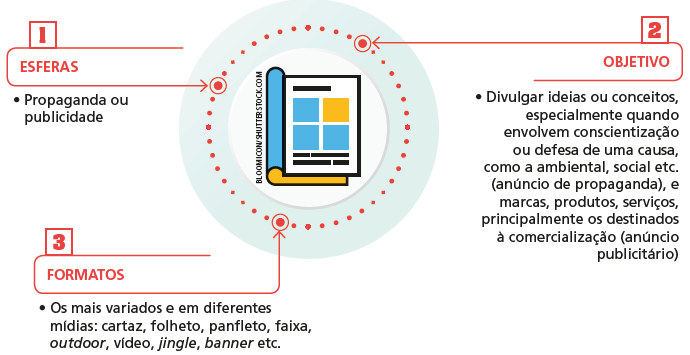 1
ESFERAS
• Propaganda ou
publicidade
2
OBJETIVO
• Divulgar ideias ou conceitos,
especialmente quando
envolvem conscientização
ou defesa de uma causa,
como a ambiental, social etc.
(anúncio de propaganda), e
marcas, produtos, serviços,
principalmente os destinados
à comercialização (anúncio
publicitário)
BLOOMICON/SHUTTERSTOCK.COM
3
FORMATOS
• Os mais variados e em diferentes
mídias: cartaz, folheto, panfleto, faixa,
outdoor, vídeo, jingle, banner etc.